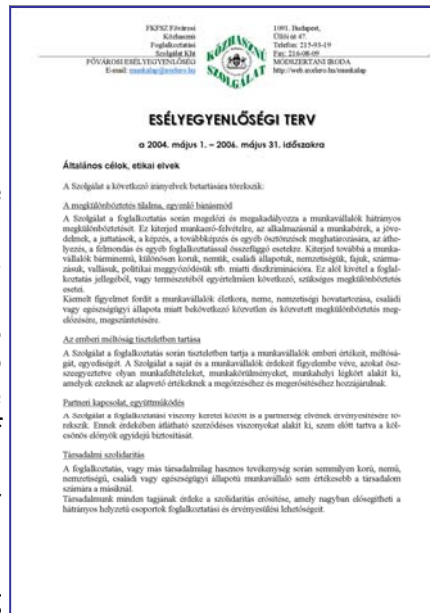 FKFSZ Fővárosi
Közhasznú
Foglalkoztatási
Szolgálat Kht
FŐVÁROSI ESÉLYEGYENLŐSÉG
E-mail: munkalap@axelero.hu
KÖZHASZNÚ SZOLGÁLAT
1091. Budapest,
Üllői út 47.
Telefon: 215-93-19
Fax: 216-08-09
MÓDSZERTANI IRODA
http://web.axelero.hu/munkalap
ESÉLYEGYENLŐSÉGI TERV
a 2004. május 1. – 2006. május 31. időszakra
Általános célok, etikai elvek
A Szolgálat a következő irányelvek betartására törekszik:
A megkülönböztetés tilalma, egyenlő bánásmód
A Szolgálat a foglalkoztatás során megelőzi és megakadályozza a munkavállalók hátrányos
megkülönböztetését. Ez kiterjed munkaerő-felvételre, az alkalmazásnál a munkabérek, a jöve-
delmek, a juttatások, a képzés, a továbbképzés és egyéb ösztönzések meghatározására, az áthe-
lyezés, a felmondás és egyéb foglalkoztatással összefüggő esetekre. Kiterjed továbbá a munka-
vállalók bárminemű, különösen koruk, nemük, családi állapotuk, nemzetiségük, fajuk, szárma-
zásuk, vallásuk, politikai meggyőződésük stb. miatti diszkriminációra. Ez alól kivétel a foglal-
koztatás jellegéből, vagy természetéből egyértelműen következő, szükséges megkülönböztetés
esetei.
Kiemelt figyelmet fordít a munkavállalók életkora, neme, nemzetiségi hovatartozása, családi
vagy egészségügyi állapota miatt bekövetkező közvetlen és közvetett megkülönböztetés meg-
előzésére, megszüntetésére.
Az emberi méltóság tiszteletben tartása
A Szolgálat a foglalkoztatás során tiszteletben tartja a munkavállalók emberi értékeit, méltósá-
gát, egyediségét. A Szolgálat a saját és a munkavállalók érdekeit figyelembe véve, azokat ösz-
szeegyeztetve olyan munkafeltételeket, munkakörülményeket, munkahelyi légkört alakít ki,
amelyek ezeknek az alapvető értékeknek a megőrzéséhez és megerősítéséhez hozzájárulnak.
Partneri kapcsolat, együttműködés
A Szolgálat a foglalkoztatási viszony keretei között is a partnerség elvének érvényesítésére tö-
rekszik. Ennek érdekében átlátható szerződéses viszonyokat alakít ki, szem előtt tartva a köl-
csönös előnyök egyidejű biztosítását.
Társadalmi szolidaritás
A foglalkoztatás, vagy más társadalmilag hasznos tevékenység során semmilyen korú, nemű,
nemzetiségű, családi vagy egészségügyi állapotú munkavállaló sem értékesebb a társadalom
számára a másiknál.
Társadalmunk minden tagjának érdeke a szolidaritás erősítése, amely nagyban elősegítheti a
hátrányos helyzetű csoportok foglalkoztatási és érvényesülési lehetőségeit.